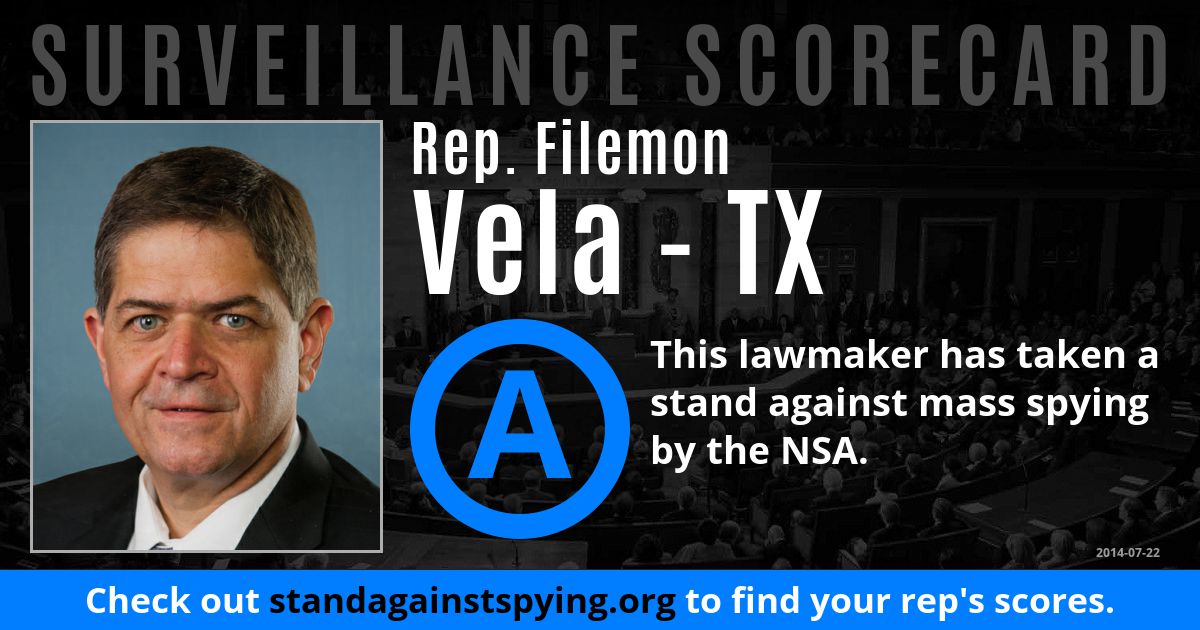 SURVEILLANCE SCORECARD
Rep. Filemon
Vela - TX
A
This lawmaker has taken a
stand against mass spying
by the NSA.
2014-07-22
Check out standagainstspying.org to find your rep's scores.